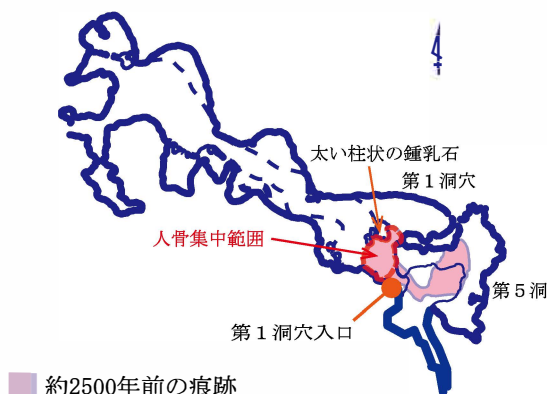 太い柱状の鍾乳石
第１洞穴
人骨集中範囲
第５洞
第１洞穴入口
約2500年前の痕跡